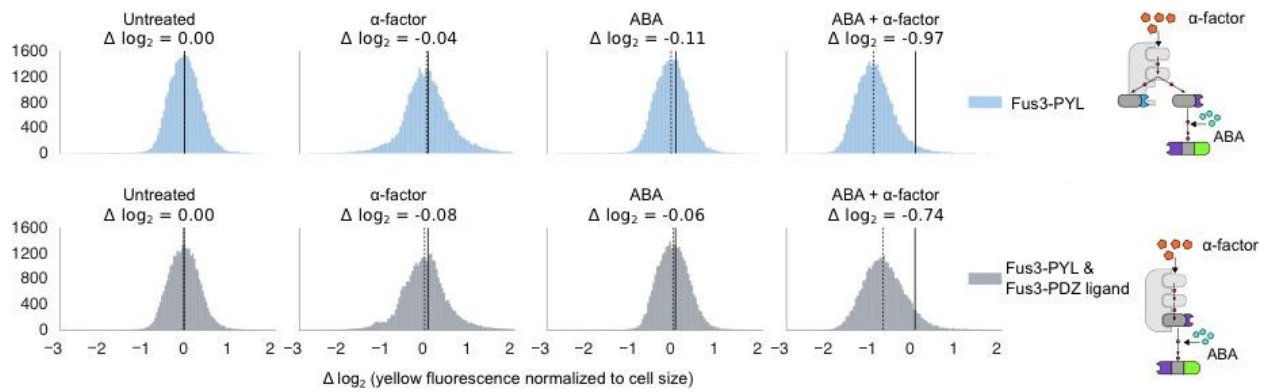 Untreated
Δ log₂ = 0.00
α-factor
Δ log₂ = -0.04
ABA
Δ log₂ = -0.11
ABA + α-factor
Δ log₂ = -0.97
1600
1200
800
400
0
Fus3-PYL
α-factor
ABA
Untreated
Δ log₂ = 0.00
α-factor
Δ log₂ = -0.08
ABA
Δ log₂ = -0.06
ABA + α-factor
Δ log₂ = -0.74
1600
1200
800
400
0
−3 −2 −1 0 1 2
−3 −2 −1 0 1 2
−3 −2 −1 0 1 2
−3 −2 −1 0 1 2
Fus3-PYL &
Fus3-PDZ ligand
α-factor
ABA
Δ log₂ (yellow fluorescence normalized to cell size)